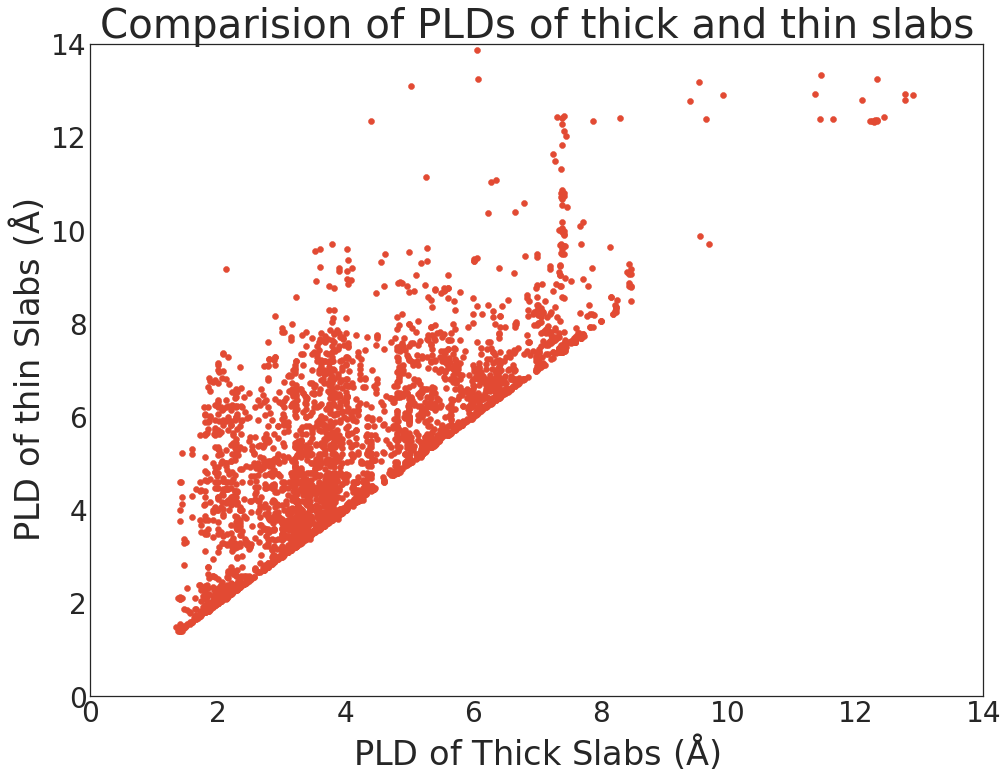 Comparision of PLDs of thick and thin slabs
PLD of thin Slabs (Å)
14
12
10
8
6
4
2
0
0 2 4 6 8 10 12 14
PLD of Thick Slabs (Å)